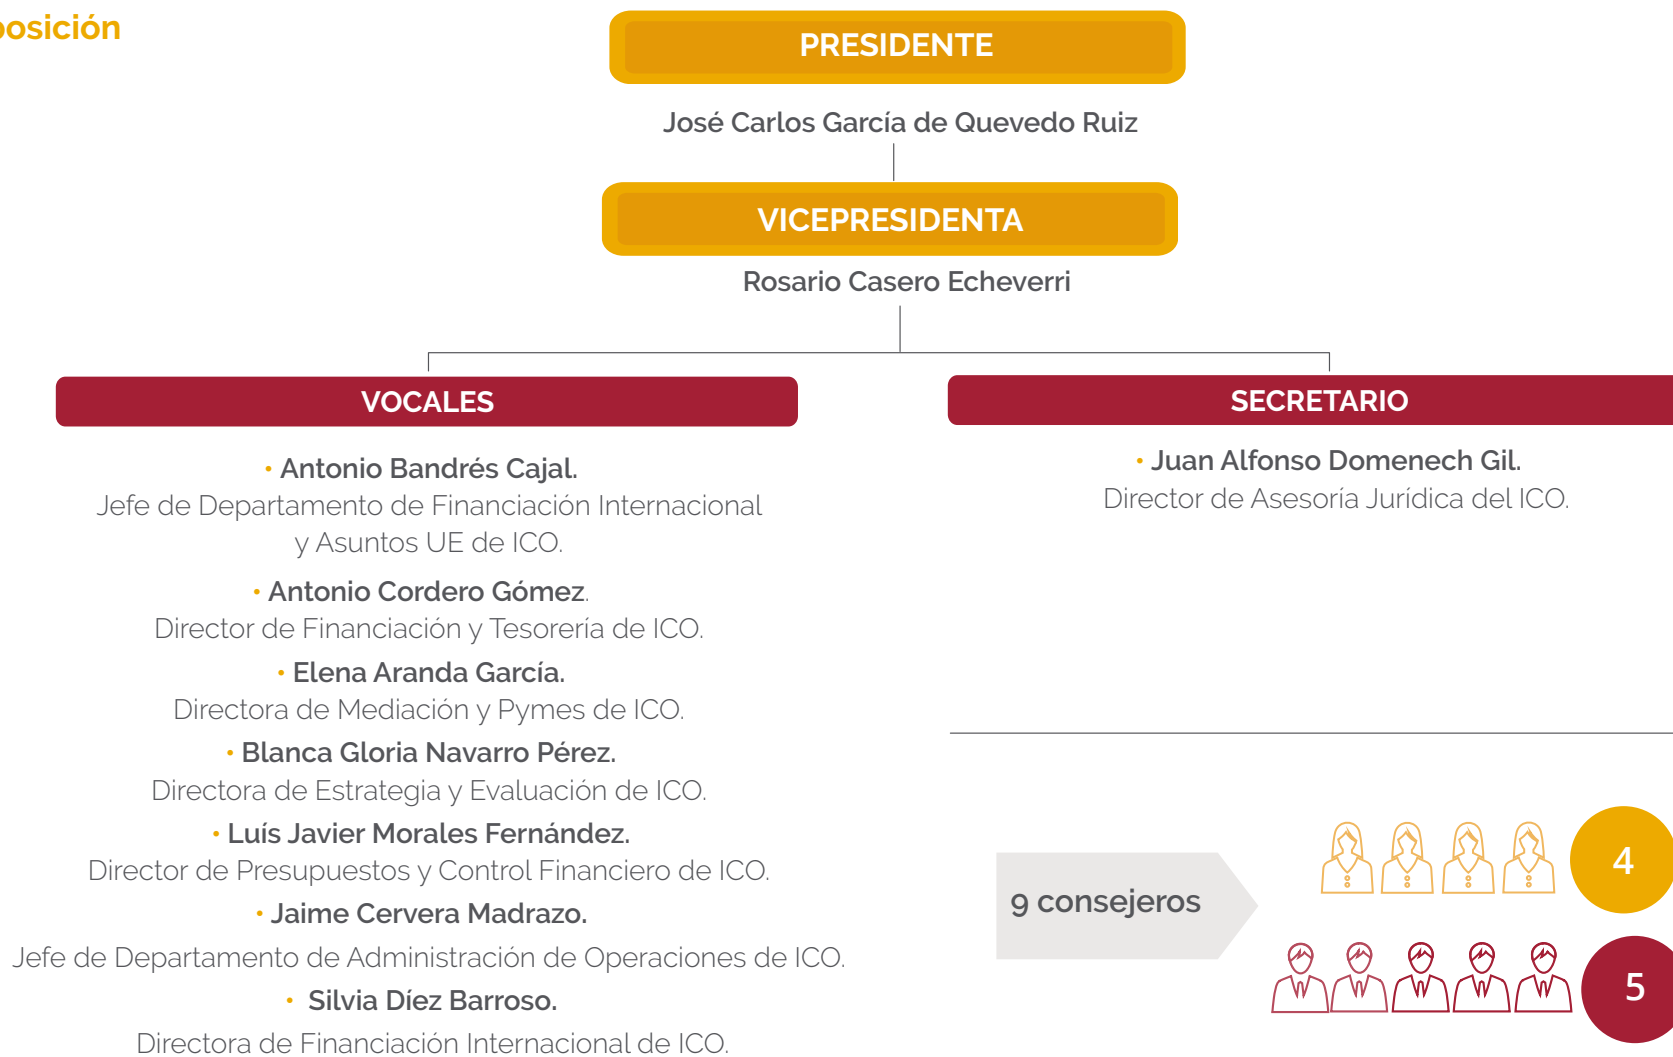 posición
PRESIDENTE
José Carlos García de Quevedo Ruiz
VICEPRESIDENTA
Rosario Casero Echeverri
VOCALES
• Antonio Bandrés Cajal.
Jefe de Departamento de Financiación Internacional
y Asuntos UE de ICO.
• Antonio Cordero Gómez.
Director de Financiación y Tesorería de ICO.
• Elena Aranda García.
Directora de Mediación y Pymes de ICO.
• Blanca Gloria Navarro Pérez.
Directora de Estrategia y Evaluación de ICO.
• Luís Javier Morales Fernández.
Director de Presupuestos y Control Financiero de ICO.
• Jaime Cervera Madrazo.
Jefe de Departamento de Administración de Operaciones de ICO.
• Silvia Díez Barroso.
Directora de Financiación Internacional de ICO.
SECRETARIO
• Juan Alfonso Domenech Gil.
Director de Asesoría Jurídica del ICO.
9 consejeros
4
5